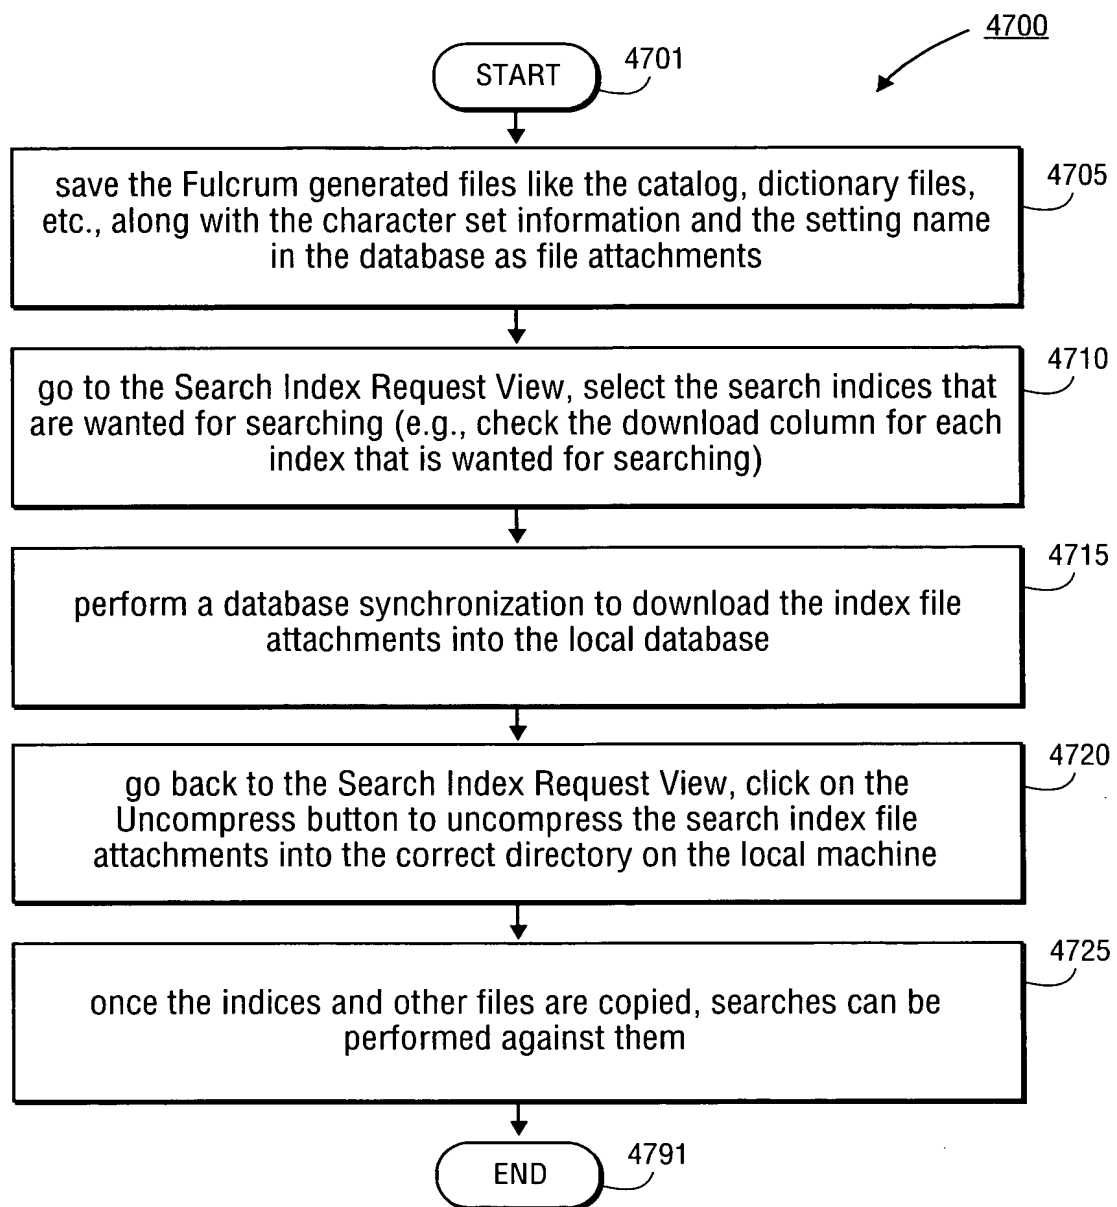 4700
START
4701
save the Fulcrum generated files like the catalog, dictionary files,
etc., along with the character set information and the setting name
in the database as file attachments
4705
go to the Search Index Request View, select the search indices that
are wanted for searching (e.g., check the download column for each
index that is wanted for searching)
4710
perform a database synchronization to download the index file
attachments into the local database
4715
go back to the Search Index Request View, click on the
Uncompress button to uncompress the search index file
attachments into the correct directory on the local machine
4720
once the indices and other files are copied, searches can be
performed against them
4725
END
4791